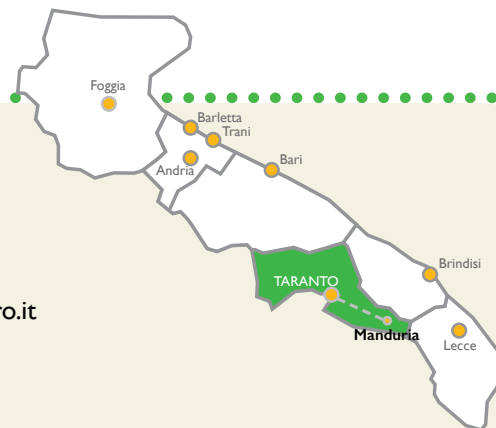 Foggia
Barletta
Trani
Andria
Bari
TARANTO
Brindisi
ro.it
Manduria
Lecce